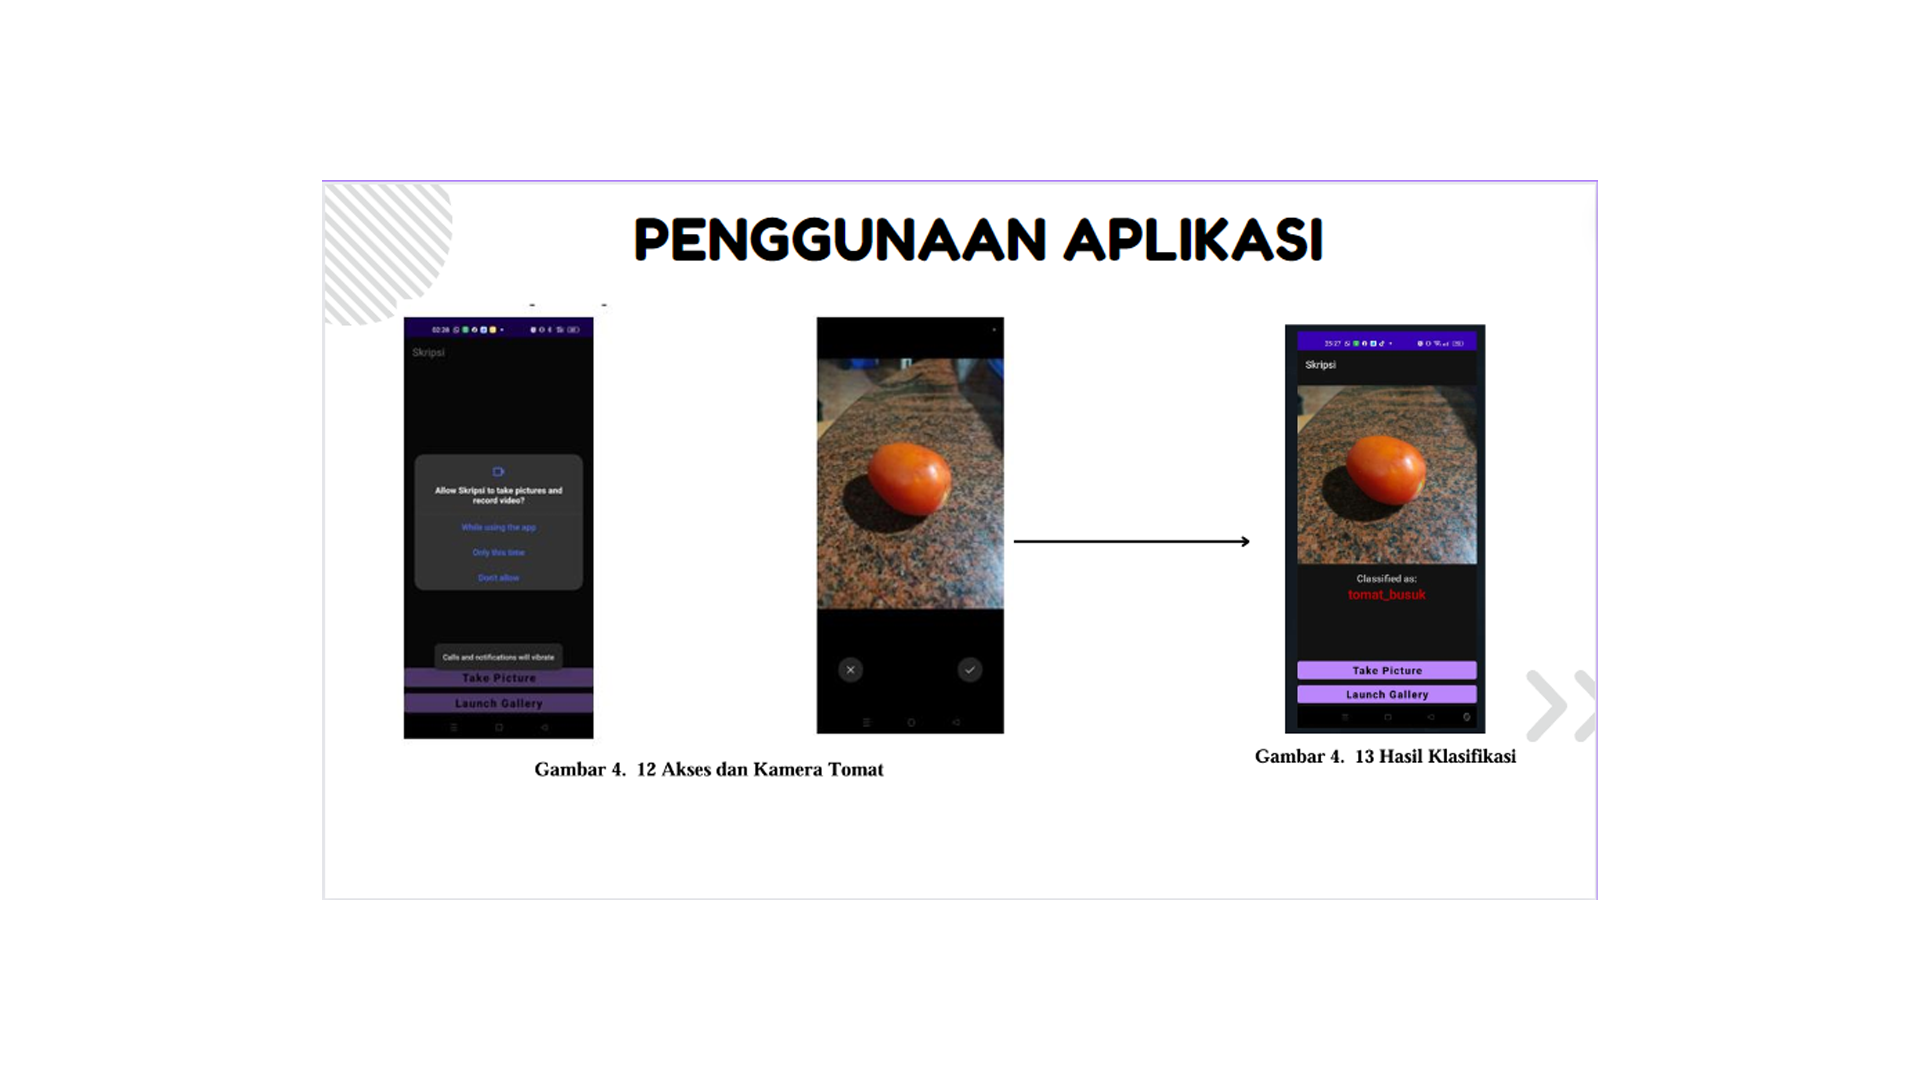 PENGGUNAAN APLIKASI
02:28
Skripsi
Allow Skripsi to take pictures and
record video?
While using the app
Only this time
Don't allow
Calls and notifications will vibrate
Take Picture
Launch Gallery
Gambar 4. 12 Akses dan Kamera Tomat
Skripsi
Classified as:
tomat_busuk
Take Picture
Launch Gallery
Gambar 4. 13 Hasil Klasifikasi